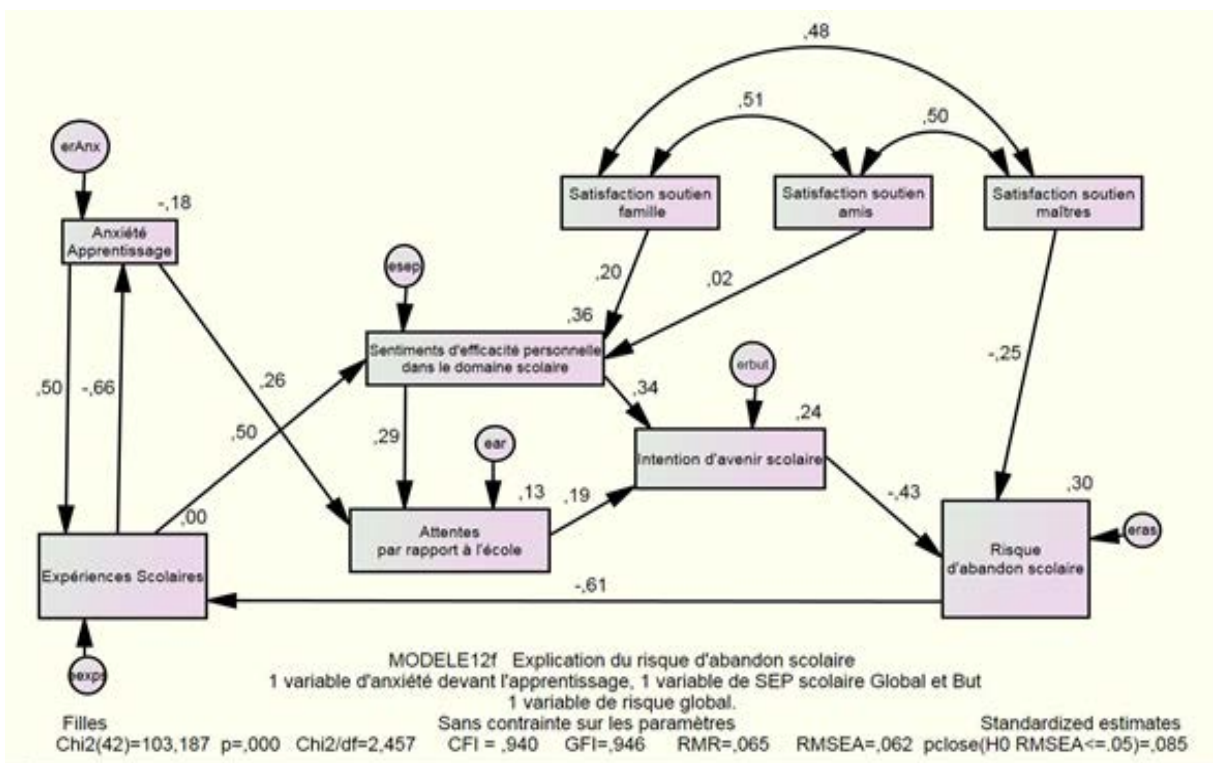 ,48
,51
,50
erAnx
-,18
Anxiété
Apprentissage
Satisfaction soutien
famille
Satisfaction soutien
amis
Satisfaction soutien
maîtres
esep
,20
,02
,36
Sentiments d'efficacité personnelle
dans le domaine scolaire
erbut
-,25
,50
-,66
,26
,34
,24
,50
,29
ear
Intention d'avenir scolaire
,13
,19
-,43
,30
,00
Attentes
par rapport à l'école
Expériences Scolaires
Risque
d'abandon scolaire
eras
-,61
MODELE12f Explication du risque d'abandon scolaire
1 variable d'anxiété devant l'apprentissage, 1 variable de SEP scolaire Global et But
1 variable de risque global.
Filles Sans contrainte sur les paramètres Standardized estimates
Chi2(42)=103,187 p=,000 Chi2/df=2,457 CFI = ,940 GFI=,946 RMR=,065 RMSEA=,062 pclose(H0 RMSEA<=.05)=,085